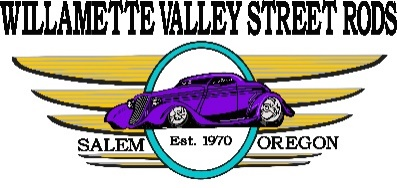 WILLAMETTE VALLEY STREET RODS
SALEM Est. 1970 OREGON